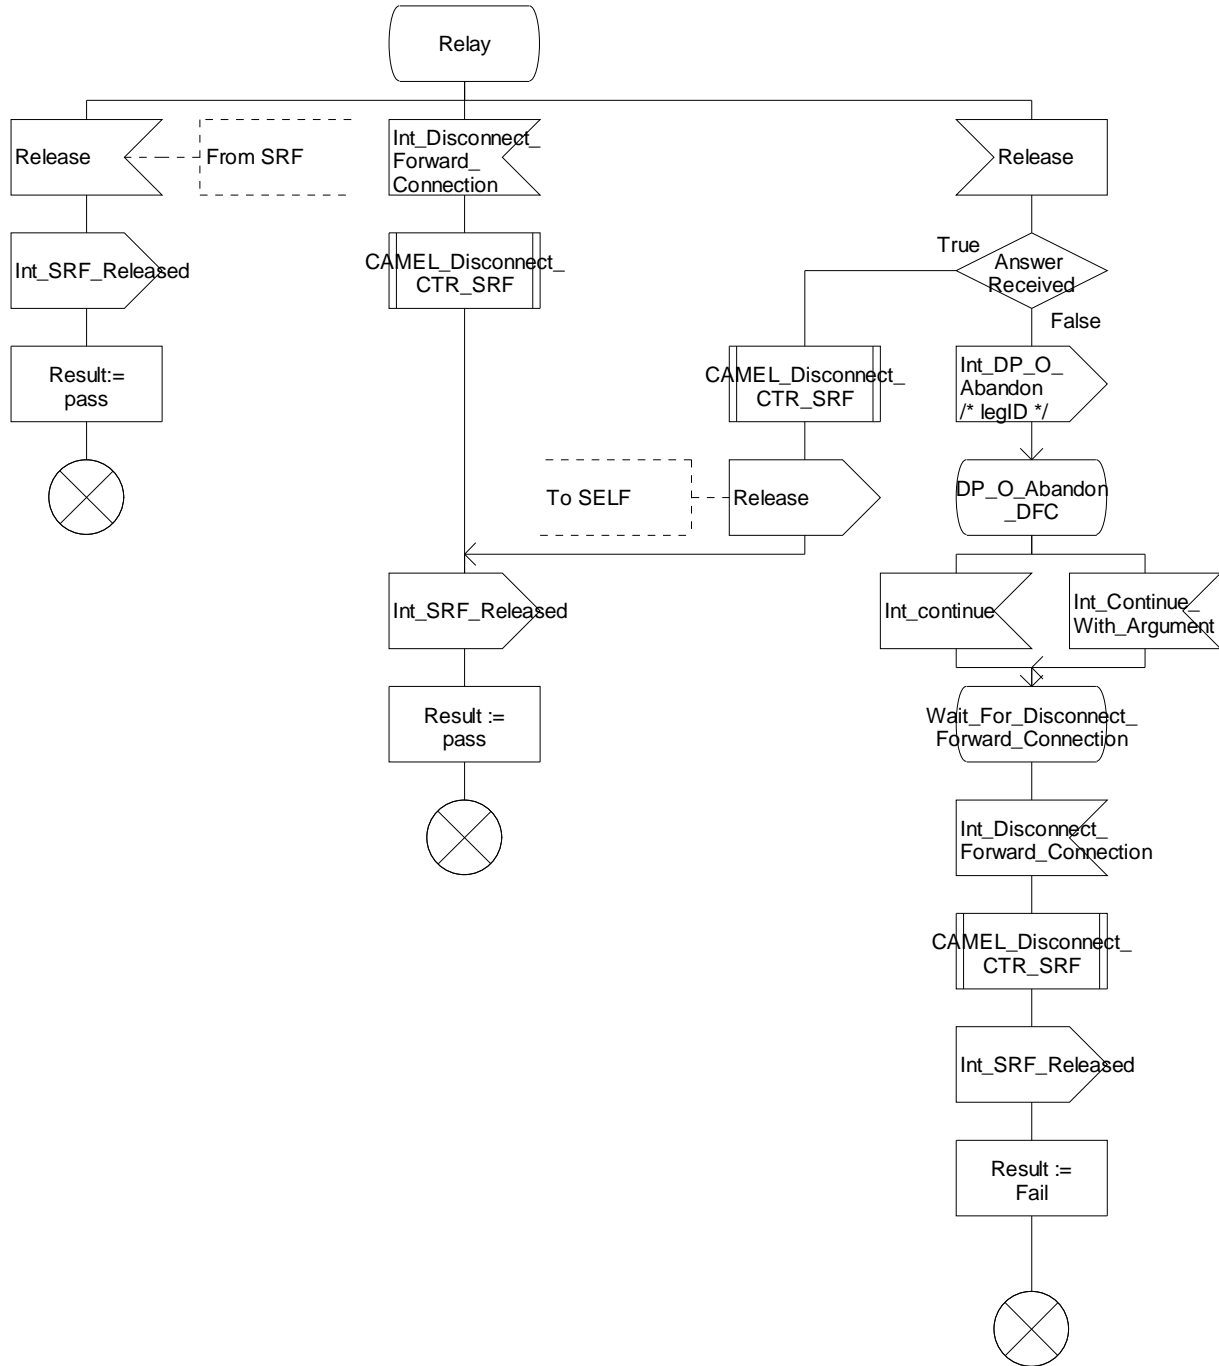 Relay
Release
From SRF
Int_Disconnect_
Forward_
Connection
Release
Int_SRF_Released
CAMEL_Disconnect_
CTR_SRF
True
Answer
Received
False
Result:=
pass
CAMEL_Disconnect_
CTR_SRF
Int_DP_O_
Abandon
/* legID */
To SELF
Release
DP_O_Abandon
_DFC
Int_SRF_Released
Int_continue
Int_Continue_
With_Argument
Result :=
pass
Wait_For_Disconnect_
Forward_Connection
Int_Disconnect_
Forward_Connection
CAMEL_Disconnect_
CTR_SRF
Int_SRF_Released
Result :=
Fail